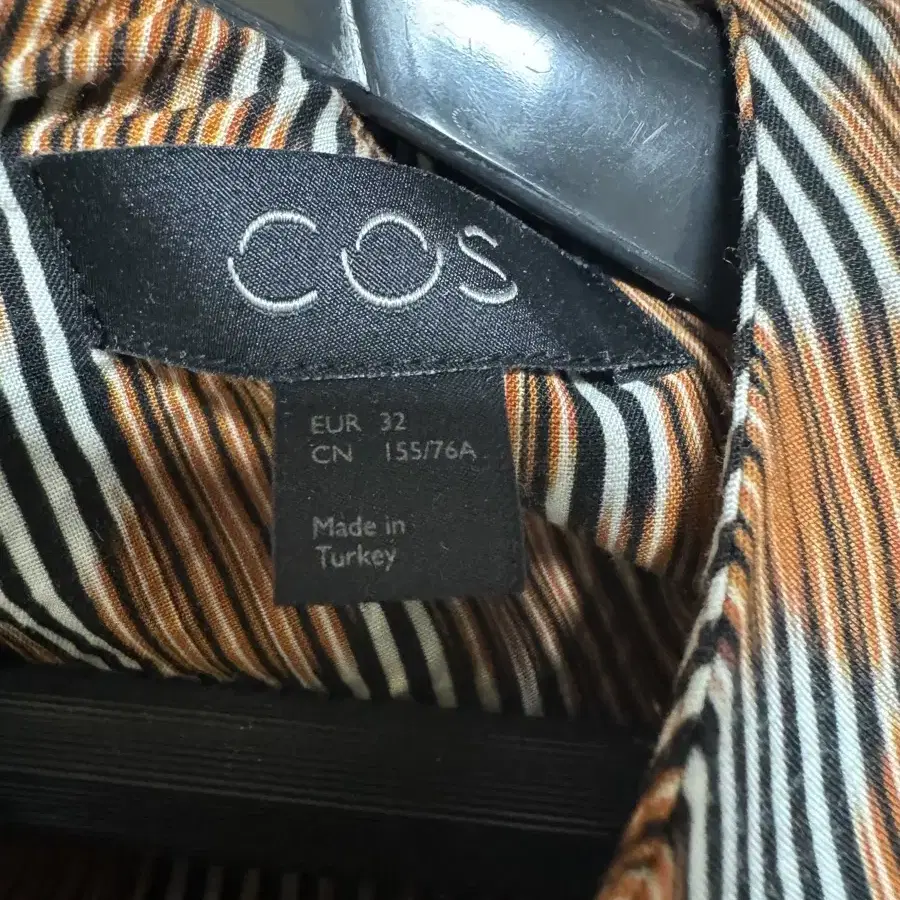 COS
EUR 32
CN 155/76A
Made in
Turkey